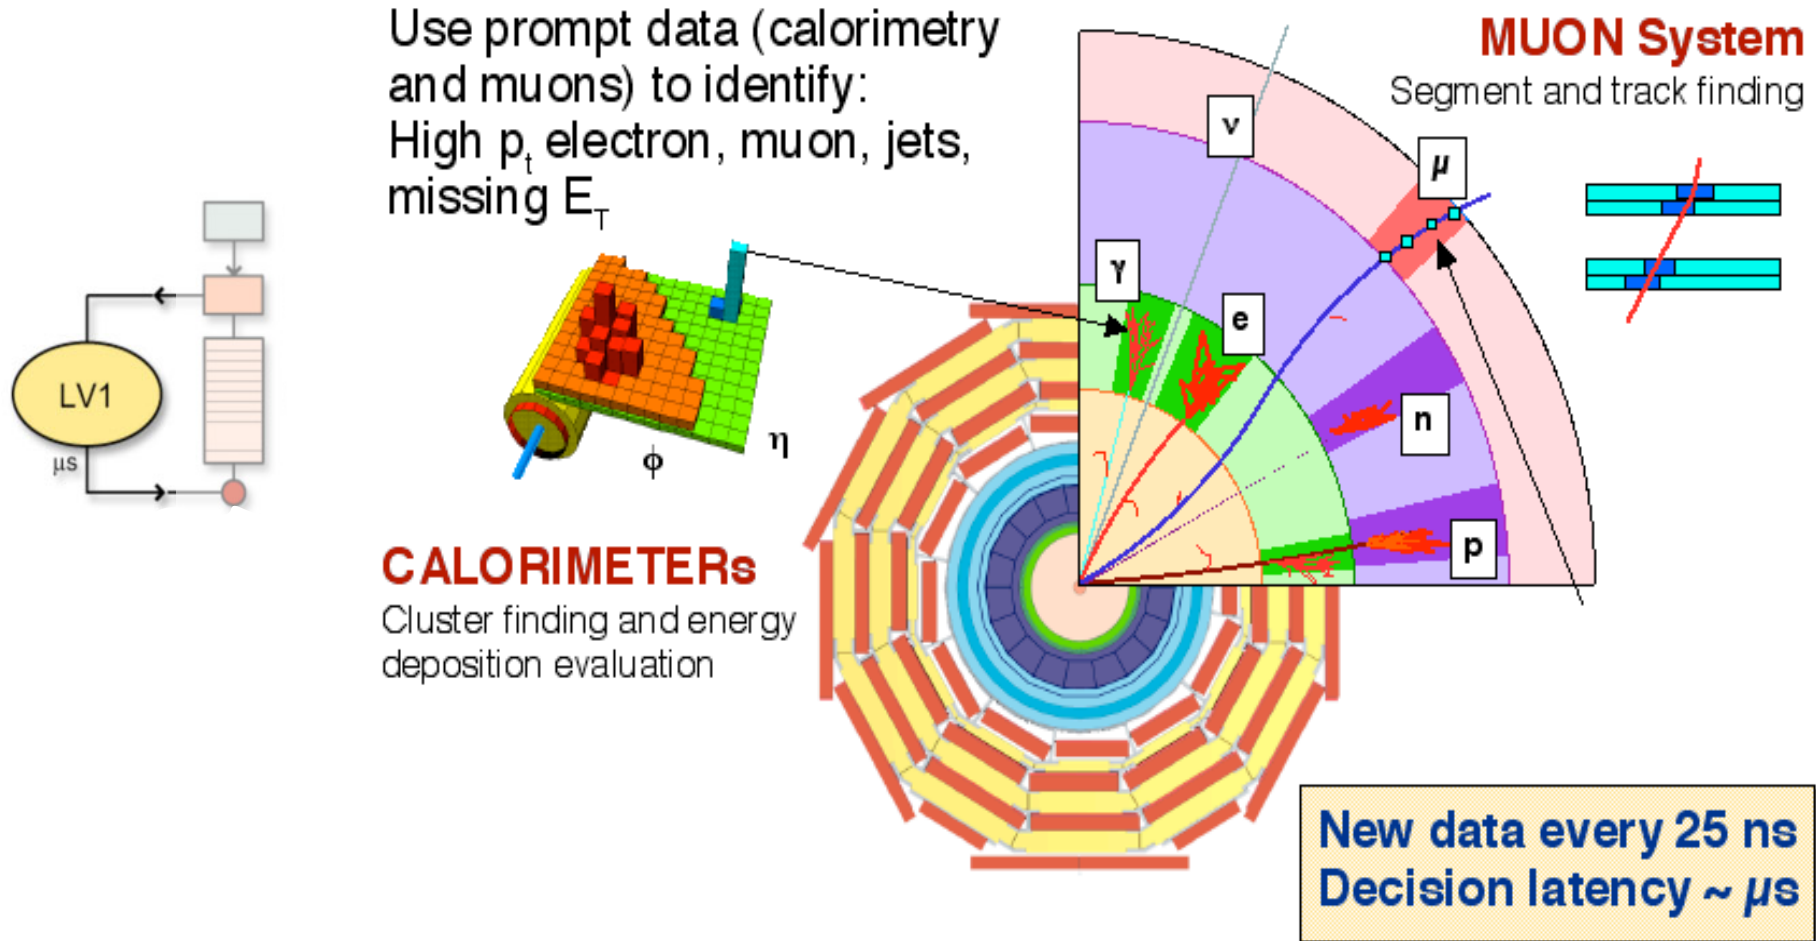 Use prompt data (calorimetry
and muons) to identify:
High pt electron, muon, jets,
missing ET
MUON System
Segment and track finding
ν
μ
γ
e
n
p
LV1
μs
η
ϕ
CALORIMETERs
Cluster finding and energy
deposition evaluation
New data every 25 ns
Decision latency ~ μs